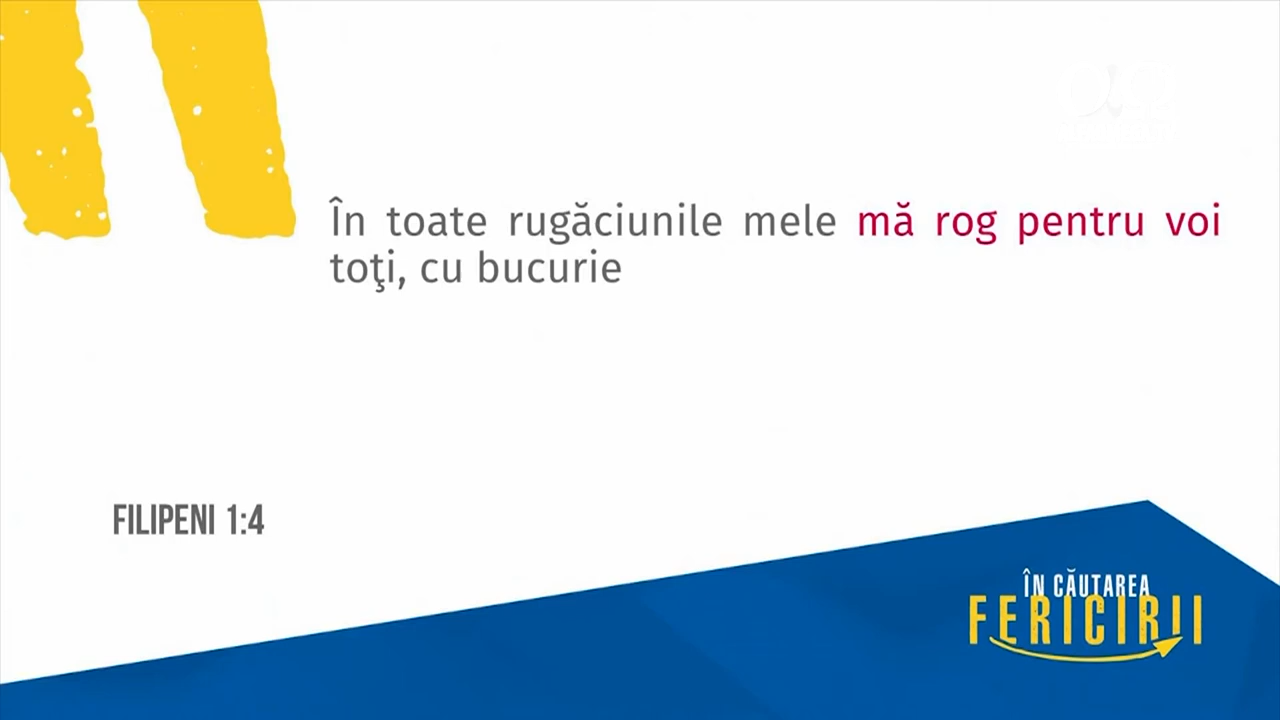 În toate rugăciunile mele mă rog pentru voi
toţi, cu bucurie
FILIPENI 1:4
ÎN CĂUTAREA
FERICIRII